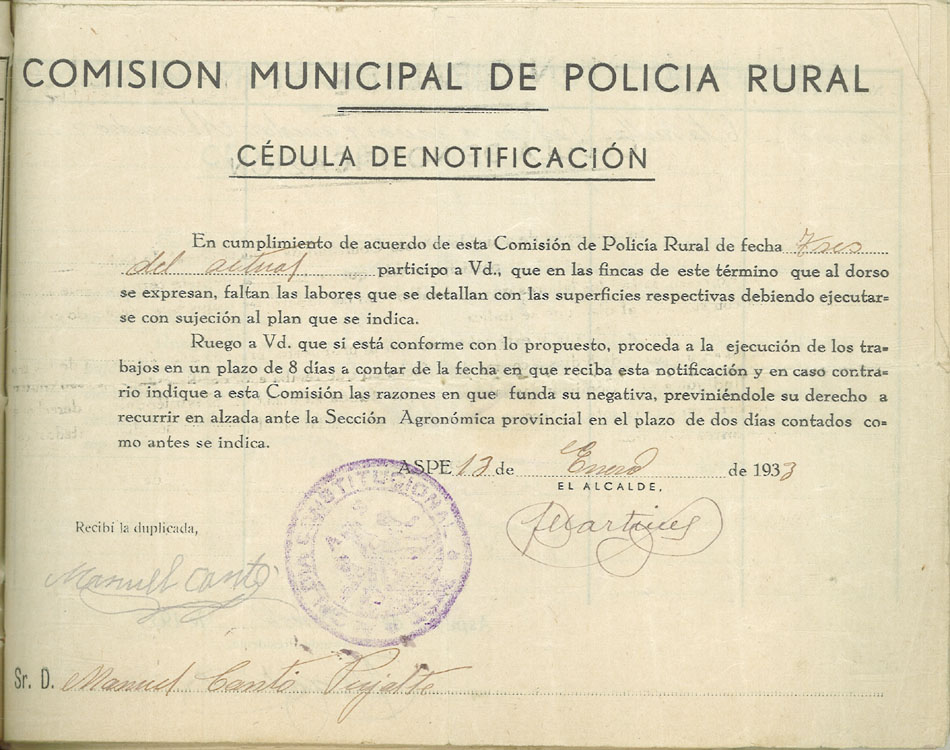 COMISION MUNICIPAL DE POLICIA RURAL
CÉDULA DE NOTIFICACIÓN
En cumplimiento de acuerdo de esta Comisión de Policía Rural de fecha Tres
del actual participo a Vd., que en las fincas de este término que al dorso
se expresan, faltan las labores que se detallan con las superficies respectivas debiendo ejecutar=
se con sujeción al plan que se indica.
Ruego a Vd. que si está conforme con lo propuesto, proceda a la ejecución de los tra=
bajos en un plazo de 8 días a contar de la fecha en que reciba esta notificación y en caso contra=
rio indique a esta Comisión las razones en que funda su negativa, previniéndole su derecho a
recurrir en alzada ante la Sección Agronómica provincial en el plazo de dos días contados co=
mo antes se indica.
ASPE 13 de Enero de 1933
EL ALCALDE,
Recibí la duplicada,
Manuel Cantó
Sr. D. Manuel Cantó Pujalte